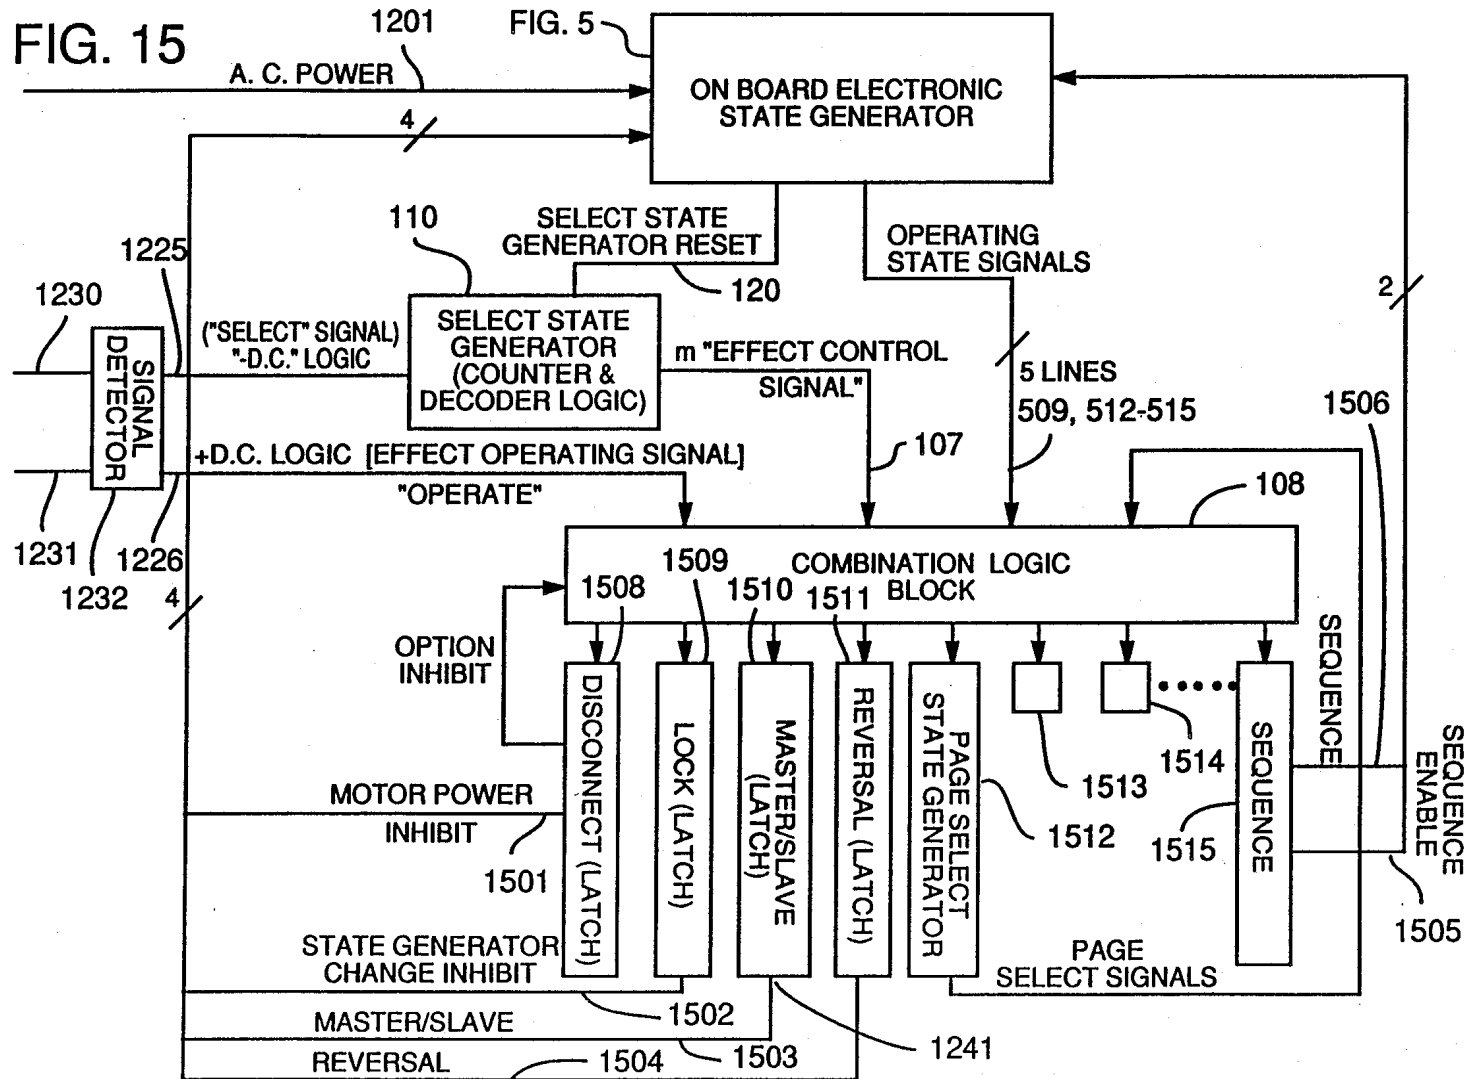 FIG. 15
1201
FIG. 5
A. C. POWER
ON BOARD ELECTRONIC
STATE GENERATOR
4
110
SELECT STATE
GENERATOR RESET
120
OPERATING
STATE SIGNALS
2
1225
1230
("SELECT" SIGNAL)
"-D.C." LOGIC
SIGNAL
DETECTOR
SELECT STATE
GENERATOR
(COUNTER &
DECODER LOGIC)
m "EFFECT CONTROL
SIGNAL"
5 LINES
509, 512-515
1506
107
+D.C. LOGIC [EFFECT OPERATING SIGNAL]
"OPERATE"
108
1231
1226
1232
4
COMBINATION LOGIC
BLOCK
1508
1509
1510
1511
OPTION
INHIBIT
DISCONNECT (LATCH)
LOCK (LATCH)
MASTER/SLAVE
(LATCH)
REVERSAL (LATCH)
PAGE SELECT
STATE GENERATOR
1513
1514
SEQUENCE
SEQUENCE
SEQUENCE
ENABLE
1512
1515
1505
MOTOR POWER
INHIBIT
1501
STATE GENERATOR
CHANGE INHIBIT
1502
PAGE
SELECT SIGNALS
MASTER/SLAVE
1503
1241
REVERSAL
1504